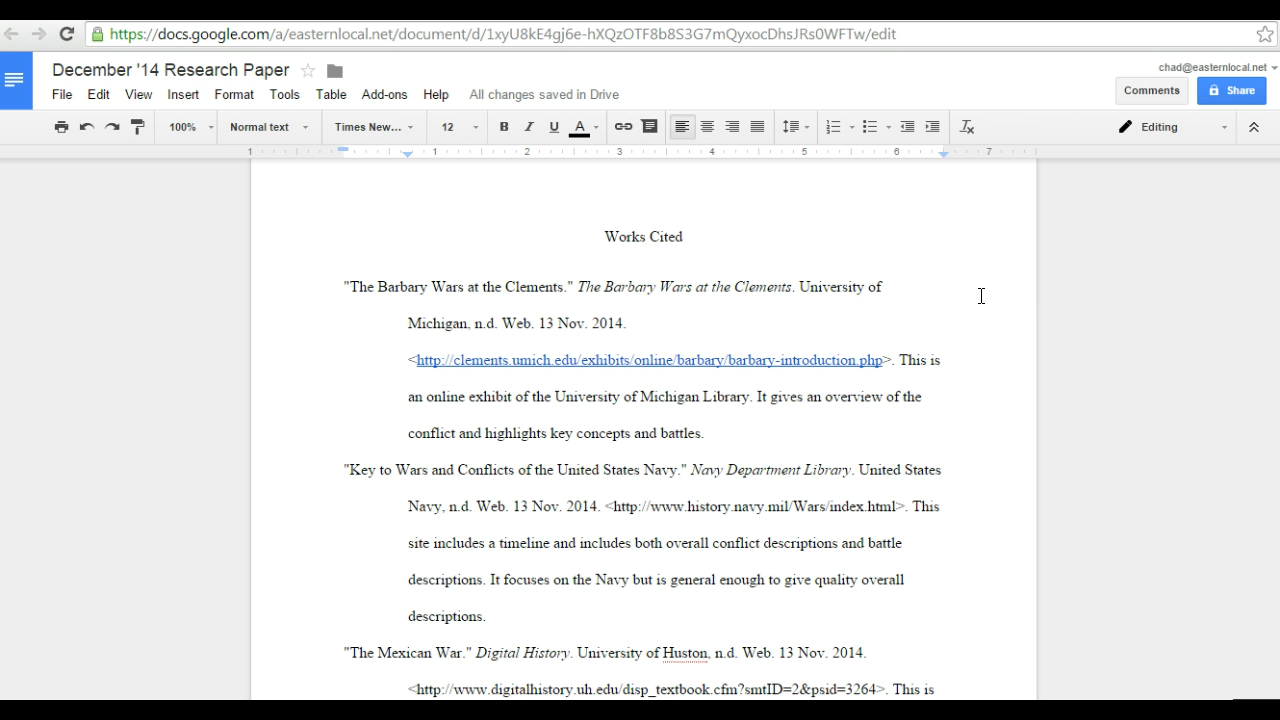 https://docs.google.com/a/easternlocal.net/document/d/1xyU8kE4gj6e-hXQzOTF8b8S3G7mQyxocDhsJRs0WFTw/edit
December '14 Research Paper
chad@easternlocal.net
File Edit View Insert Format Tools Table Add-ons Help All changes saved in Drive
Comments Share
100% Normal text Times New... 12 B I U A Editing
1 1 2 3 4 5 6 7
Works Cited
"The Barbary Wars at the Clements." The Barbary Wars at the Clements. University of
Michigan, n.d. Web. 13 Nov. 2014.
<http://clements.umich.edu/exhibits/online/barbary/barbary-introduction.php>. This is
an online exhibit of the University of Michigan Library. It gives an overview of the
conflict and highlights key concepts and battles.
"Key to Wars and Conflicts of the United States Navy." Navy Department Library. United States
Navy, n.d. Web. 13 Nov. 2014. <http://www.history.navy.mil/Wars/index.html>. This
site includes a timeline and includes both overall conflict descriptions and battle
descriptions. It focuses on the Navy but is general enough to give quality overall
descriptions.
"The Mexican War." Digital History. University of Huston, n.d. Web. 13 Nov. 2014.
<http://www.digitalhistory.uh.edu/disp_textbook.cfm?smtID=2&psid=3264>. This is